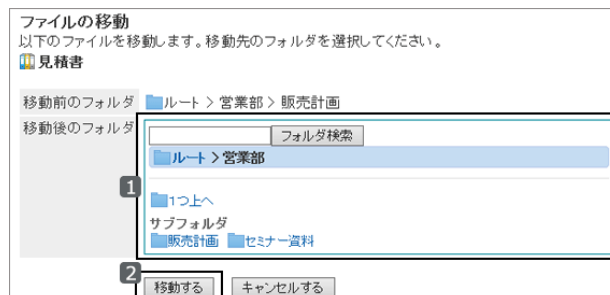 ファイルの移動
以下のファイルを移動します。移動先のフォルダを選択してください。
見積書
移動前のフォルダ ルート > 営業部 > 販売計画
移動後のフォルダ
フォルダ検索
ルート > 営業部
1
1つ上へ
サブフォルダ
販売計画 セミナー資料
2
移動する キャンセルする